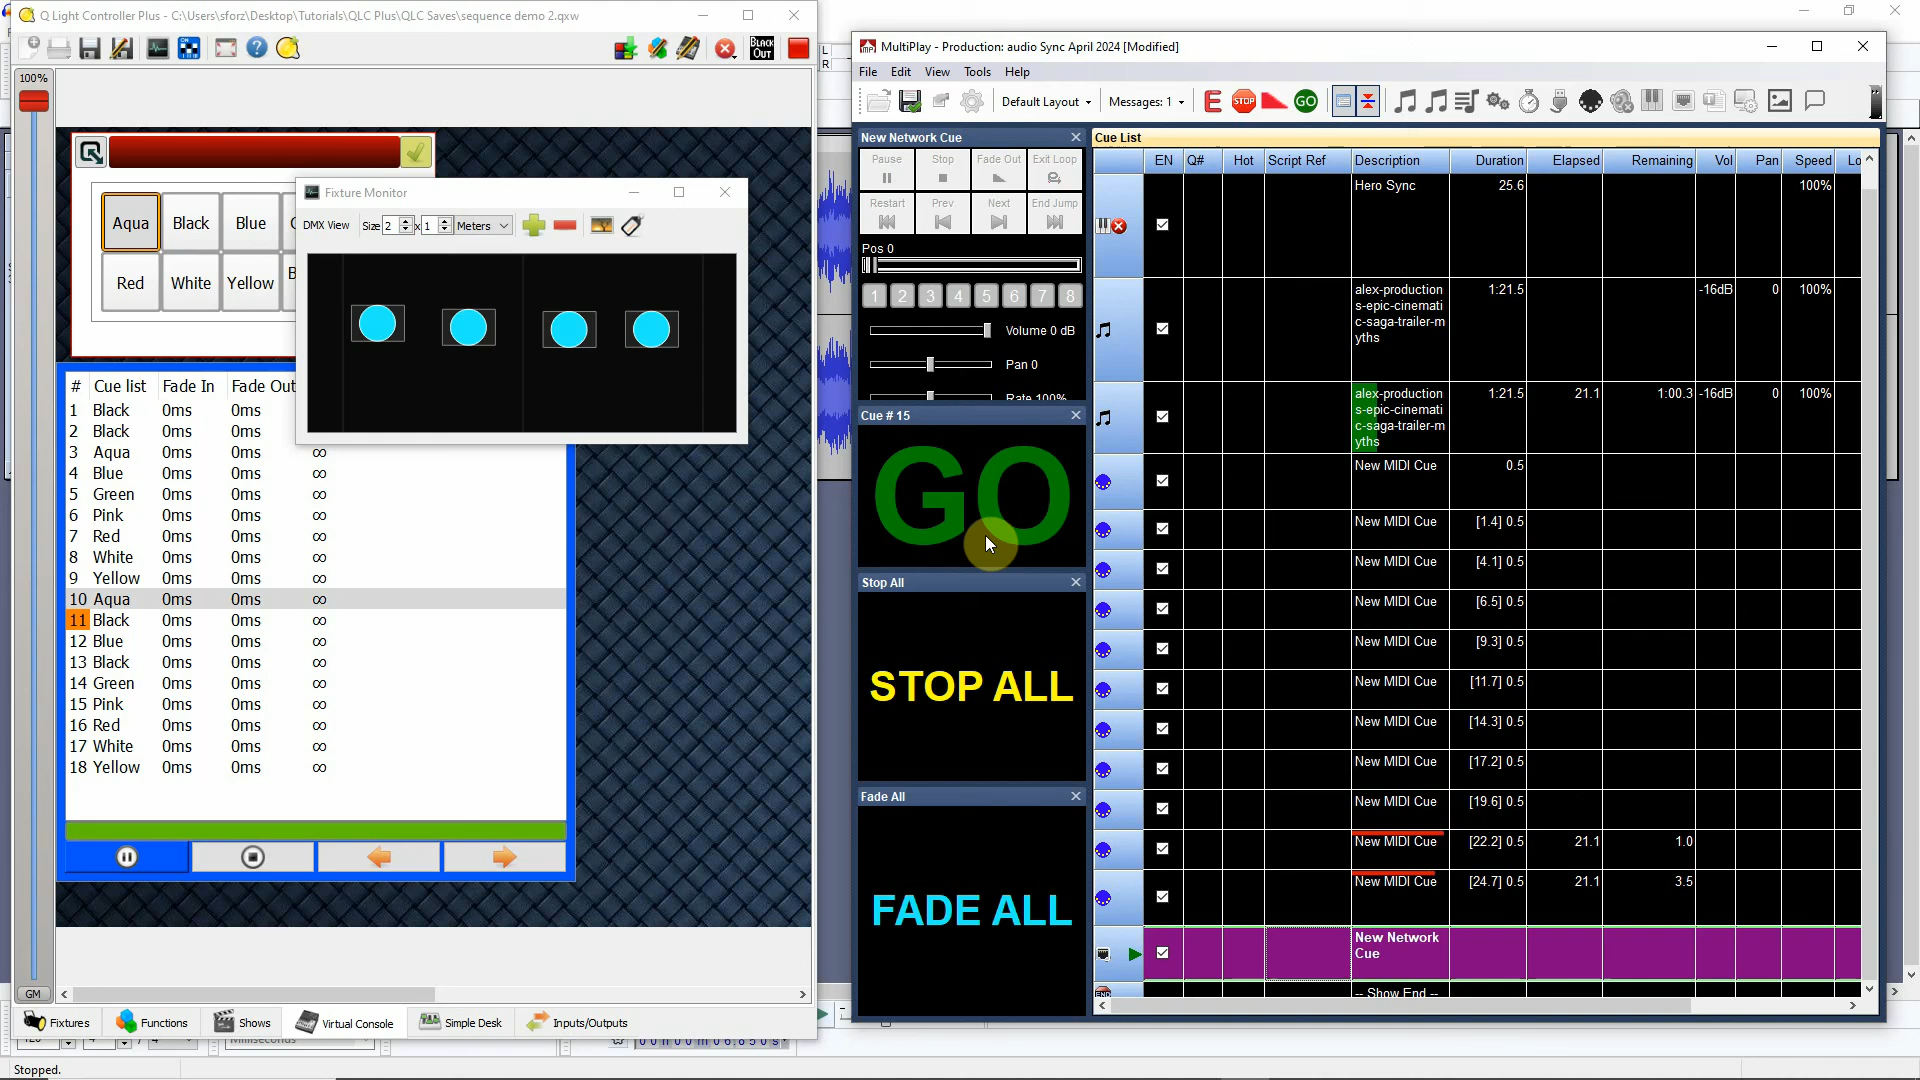 Q Light Controller Plus - C:\Users\sforz\Desktop\Tutorials\QLC Plus\QLC Saves\sequence demo 2.qxw
BLACK OUT
100%
Aqua Black Blue
Red White Yellow
Fixture Monitor
DMX View Size 2 x 1 Meters
# Cue list Fade In Fade Out
1 Black 0ms 0ms
2 Black 0ms 0ms
3 Aqua 0ms 0ms ∞
4 Blue 0ms 0ms ∞
5 Green 0ms 0ms ∞
6 Pink 0ms 0ms ∞
7 Red 0ms 0ms ∞
8 White 0ms 0ms ∞
9 Yellow 0ms 0ms ∞
10 Aqua 0ms 0ms ∞
11 Black 0ms 0ms ∞
12 Blue 0ms 0ms ∞
13 Black 0ms 0ms ∞
14 Green 0ms 0ms ∞
15 Pink 0ms 0ms ∞
16 Red 0ms 0ms ∞
17 White 0ms 0ms ∞
18 Yellow 0ms 0ms ∞
GM
Fixtures Functions Shows Virtual Console Simple Desk Inputs/Outputs
Stopped.
L
R
MultiPlay - Production: audio Sync April 2024 [Modified]
File Edit View Tools Help
Default Layout Messages: 1 E STOP GO
New Network Cue
Pause Stop Fade Out Exit Loop
Restart Prev Next End Jump
Pos 0
1 2 3 4 5 6 7 8
Volume 0 dB
Pan 0
Rate 100%
Cue # 15
GO
Stop All
STOP ALL
Fade All
FADE ALL
Cue List
EN Q# Hot Script Ref Description Duration Elapsed Remaining Vol Pan Speed Lo
Hero Sync 25.6 100%
alex-production 1:21.5 -16dB 0 100%
s-epic-cinemati
c-saga-trailer-m
yths
alex-production 1:21.5 21.1 1:00.3 -16dB 0 100%
s-epic-cinemati
c-saga-trailer-m
yths
New MIDI Cue 0.5
New MIDI Cue [1.4] 0.5
New MIDI Cue [4.1] 0.5
New MIDI Cue [6.5] 0.5
New MIDI Cue [9.3] 0.5
New MIDI Cue [11.7] 0.5
New MIDI Cue [14.3] 0.5
New MIDI Cue [17.2] 0.5
New MIDI Cue [19.6] 0.5
New MIDI Cue [22.2] 0.5 21.1 1.0
New MIDI Cue [24.7] 0.5 21.1 3.5
New Network
Cue
-- Show End --